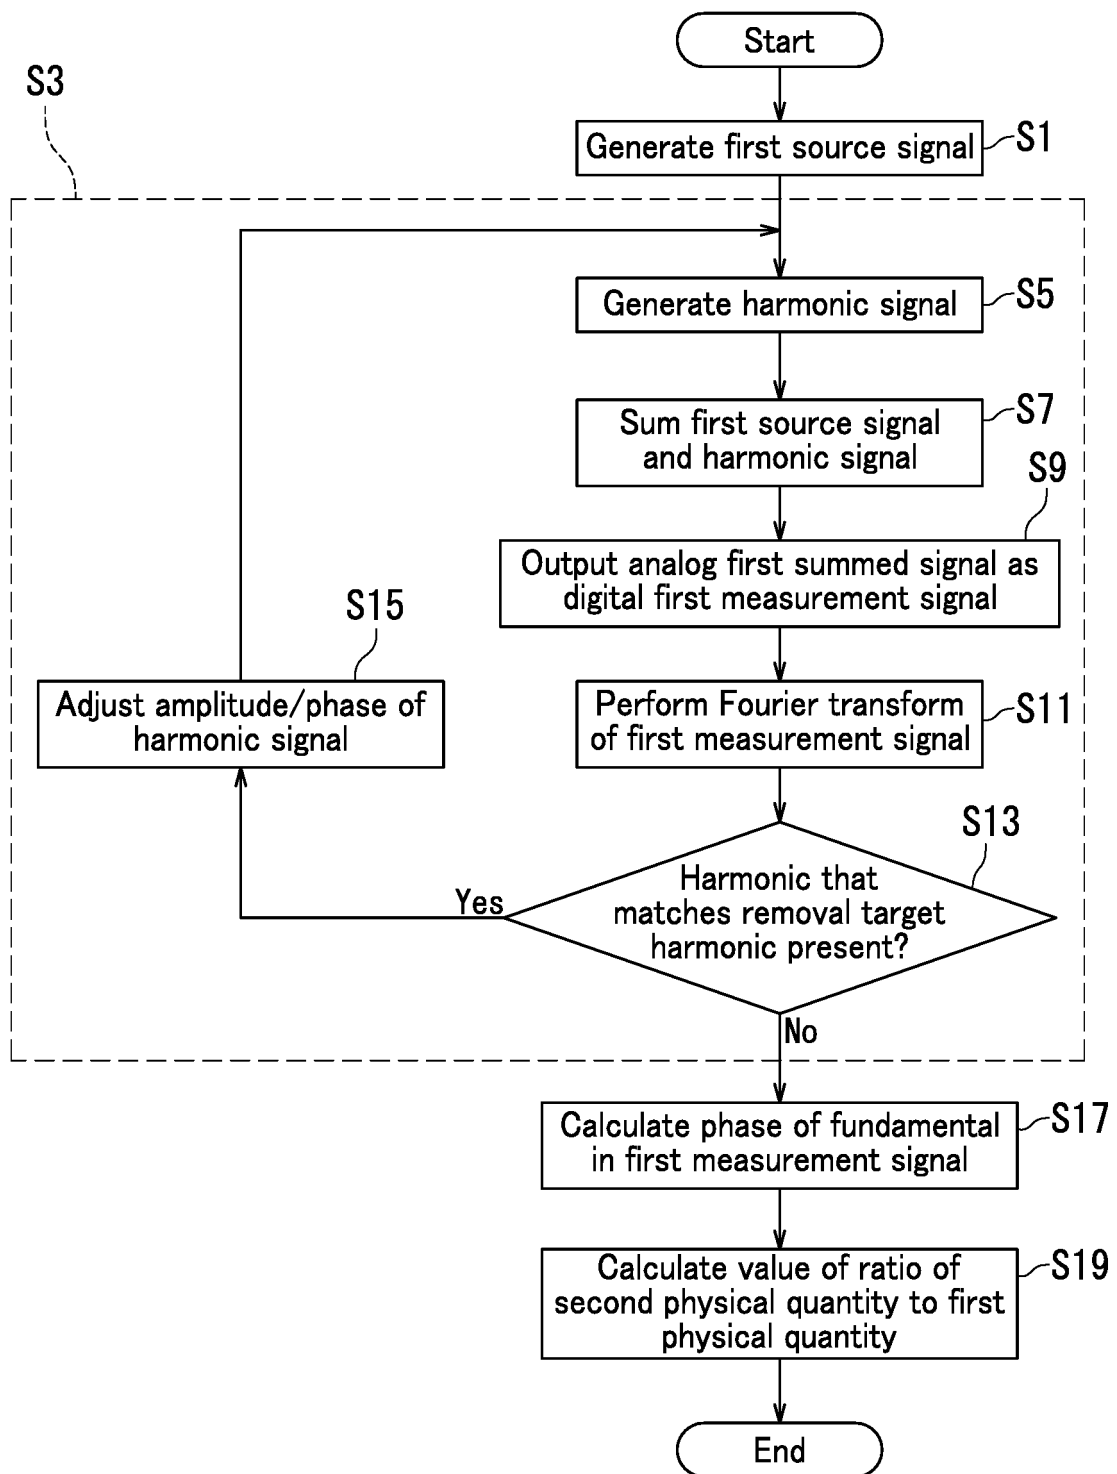 Start
S3
Generate first source signal
S1
Generate harmonic signal
S5
Sum first source signal
and harmonic signal
S7
Output analog first summed signal as
digital first measurement signal
S9
Perform Fourier transform
of first measurement signal
S11
Adjust amplitude/phase of
harmonic signal
S15
Harmonic that
matches removal target
harmonic present?
S13
Yes
No
Calculate phase of fundamental
in first measurement signal
S17
Calculate value of ratio of
second physical quantity to first
physical quantity
S19
End